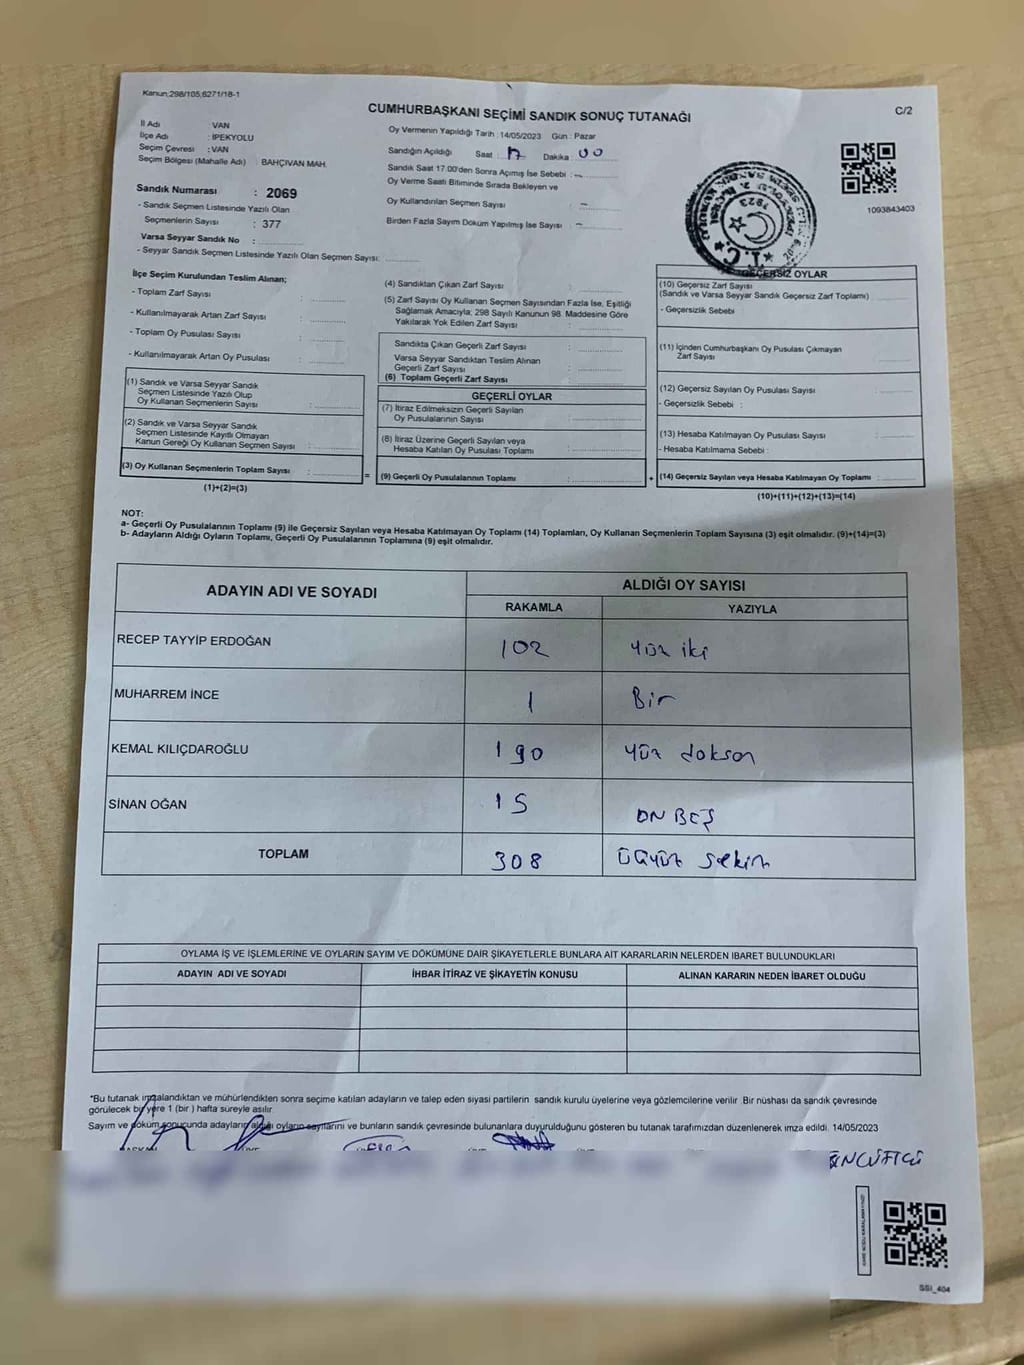 Kanun;298/105,6271/18-1
CUMHURBAŞKANI SEÇİMİ SANDIK SONUÇ TUTANAĞI
C/2
İl Adı VAN
İlçe Adı : İPEKYOLU
Seçim Çevresi : VAN
Seçim Bölgesi (Mahalle Adı) BAHÇIVAN MAH.
Sandık Numarası : 2069
- Sandık Seçmen Listesinde Yazılı Olan
Seçmenlerin Sayısı : 377
Varsa Seyyar Sandık No :
- Seyyar Sandık Seçmen Listesinde Yazılı Olan Seçmen Sayısı:
Oy Vermenin Yapıldığı Tarih :14/05/2023 Gün : Pazar
Sandığın Açıldığı Saat : 17 Dakika : 00
Sandık Saat 17.00'den Sonra Açımış İse Sebebi : -
Oy Verme Saati Bitiminde Sırada Bekleyen ve
Oy Kullandırılan Seçmen Sayısı : -
Birden Fazla Sayım Döküm Yapılmış İse Sayısı : -
1093843403
T.C.
1923
İlçe Seçim Kurulundan Teslim Alınan;
- Toplam Zarf Sayısı :
- Kullanılmayarak Artan Zarf Sayısı :
- Toplam Oy Pusulası Sayısı :
- Kullanılmayarak Artan Oy Pusulası :
(1) Sandık ve Varsa Seyyar Sandık
Seçmen Listesinde Yazılı Olup
Oy Kullanan Seçmenlerin Sayısı :
(2) Sandık ve Varsa Seyyar Sandık
Seçmen Listesinde Kayıtlı Olmayan
Kanun Gereği Oy Kullanan Seçmen Sayısı :
(3) Oy Kullanan Seçmenlerin Toplam Sayısı :
(1)+(2)=(3)
(4) Sandıktan Çıkan Zarf Sayısı :
(5) Zarf Sayısı Oy Kullanan Seçmen Sayısından Fazla İse, Eşitliği
Sağlamak Amacıyla; 298 Sayılı Kanunun 98. Maddesine Göre
Yakılarak Yok Edilen Zarf Sayısı :
Sandıkta Çıkan Geçerli Zarf Sayısı :
Varsa Seyyar Sandıktan Teslim Alınan
Geçerli Zarf Sayısı :
(6) Toplam Geçerli Zarf Sayısı :
GEÇERLİ OYLAR
(7) İtiraz Edilmeksizin Geçerli Sayılan
Oy Pusulalarının Sayısı :
(8) İtiraz Üzerine Geçerli Sayılan veya
Hesaba Katılan Oy Pusulası Toplamı :
= (9) Geçerli Oy Pusulalarının Toplamı :
GEÇERSİZ OYLAR
(10) Geçersiz Zarf Sayısı
(Sandık ve Varsa Seyyar Sandık Geçersiz Zarf Toplamı)
- Geçersizlik Sebebi
(11) İçinden Cumhurbaşkanı Oy Pusulası Çıkmayan
Zarf Sayısı :
(12) Geçersiz Sayılan Oy Pusulası Sayısı :
- Geçersizlik Sebebi :
(13) Hesaba Katılmayan Oy Pusulası Sayısı :
- Hesaba Katılmama Sebebi :
+ (14) Geçersiz Sayılan veya Hesaba Katılmayan Oy Toplamı :
(10)+(11)+(12)+(13)=(14)
NOT:
a- Geçerli Oy Pusulalarının Toplamı (9) ile Geçersiz Sayılan veya Hesaba Katılmayan Oy Toplamı (14) Toplamları, Oy Kullanan Seçmenlerin Toplam Sayısına (3) eşit olmalıdır. (9)+(14)=(3)
b- Adayların Aldığı Oyların Toplamı, Geçerli Oy Pusulalarının Toplamına (9) eşit olmalıdır.
ADAYIN ADI VE SOYADI
ALDIĞI OY SAYISI
RAKAMLA YAZIYLA
RECEP TAYYİP ERDOĞAN 102 yüz iki
MUHARREM İNCE 1 Bir
KEMAL KILIÇDAROĞLU 190 yüz dokson
SİNAN OĞAN 15 ON BEŞ
TOPLAM 308 üçyüz sekiz
OYLAMA İŞ VE İŞLEMLERİNE VE OYLARIN SAYIM VE DÖKÜMÜNE DAİR ŞİKAYETLERLE BUNLARA AİT KARARLARIN NELERDEN İBARET BULUNDUKLARI
ADAYIN ADI VE SOYADI İHBAR İTİRAZ VE ŞİKAYETİN KONUSU ALINAN KARARIN NEDEN İBARET OLDUĞU
*Bu tutanak imzalandıktan ve mühürlendikten sonra seçime katılan adayların ve talep eden siyasi partilerin sandık kurulu üyelerine veya gözlemcilerine verilir. Bir nüshası da sandık çevresinde
görülecek bir yere 1 (bir ) hafta süreyle asılır.
Sayım ve döküm sonucunda adayların aldığı oyların sayılarını ve bunların sandık çevresinde bulunanlara duyurulduğunu gösteren bu tutanak tarafımızdan düzenlenerek imza edildi. 14/05/2023
SSI_404